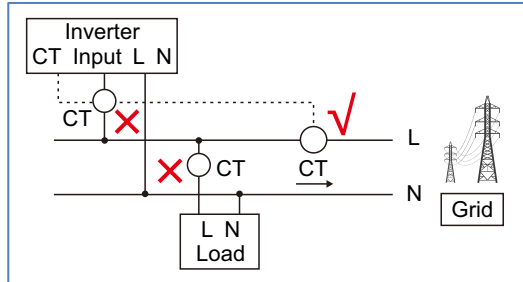 Inverter
CT Input L N
CT
L
CT
CT
N
L N
Load
Grid